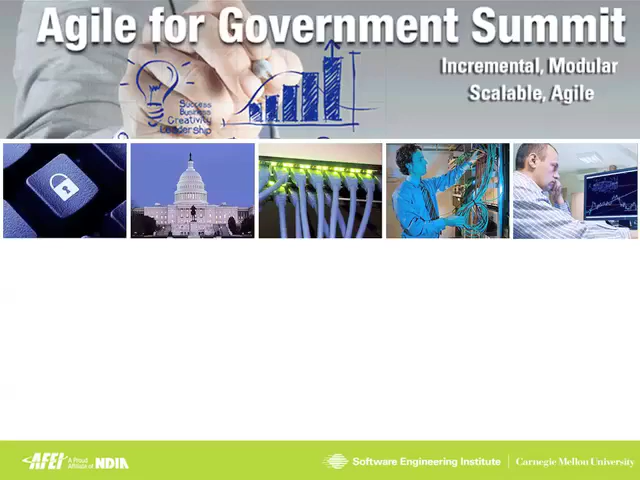 Agile for Government Summit
Incremental, Modular
Scalable, Agile
Success
Business
Creativity
Leadership
AFEI A Proud Affiliate of NDIA
Software Engineering Institute | Carnegie Mellon University